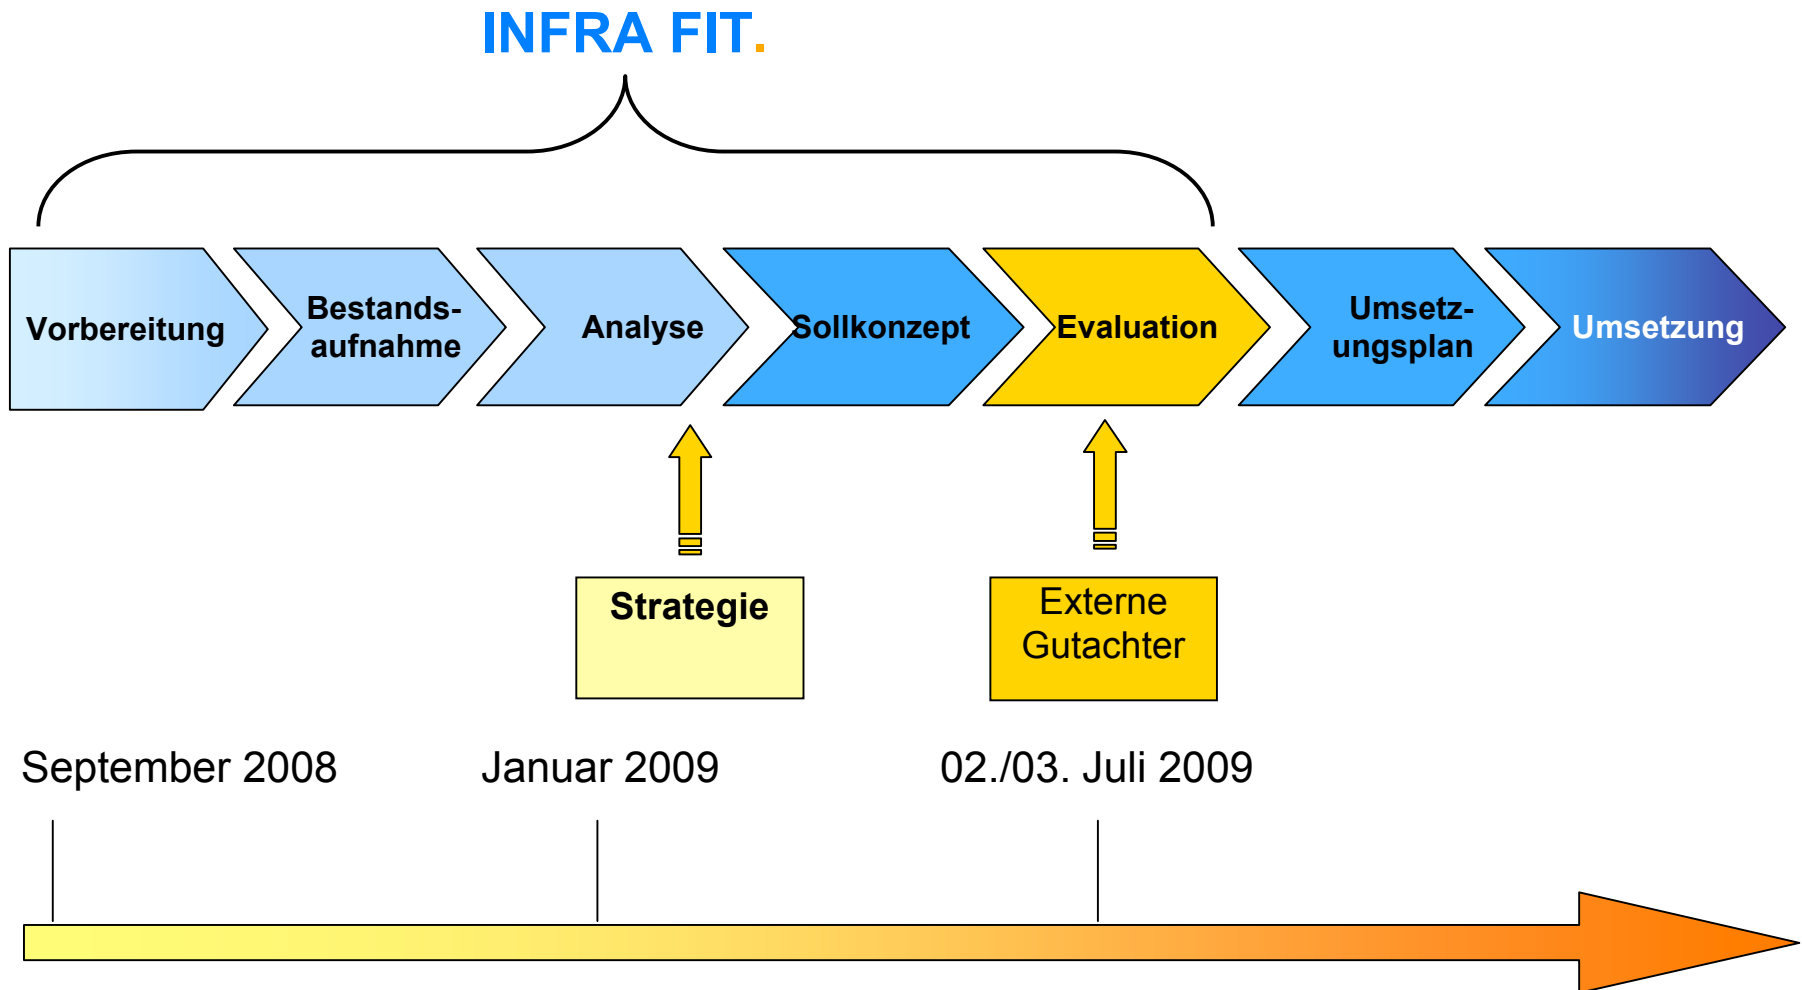 INFRA FIT.
Vorbereitung
Bestands-
aufnahme
Analyse
Sollkonzept
Evaluation
Umsetz-
ungsplan
Umsetzung
Strategie
Externe
Gutachter
September 2008
Januar 2009
02./03. Juli 2009